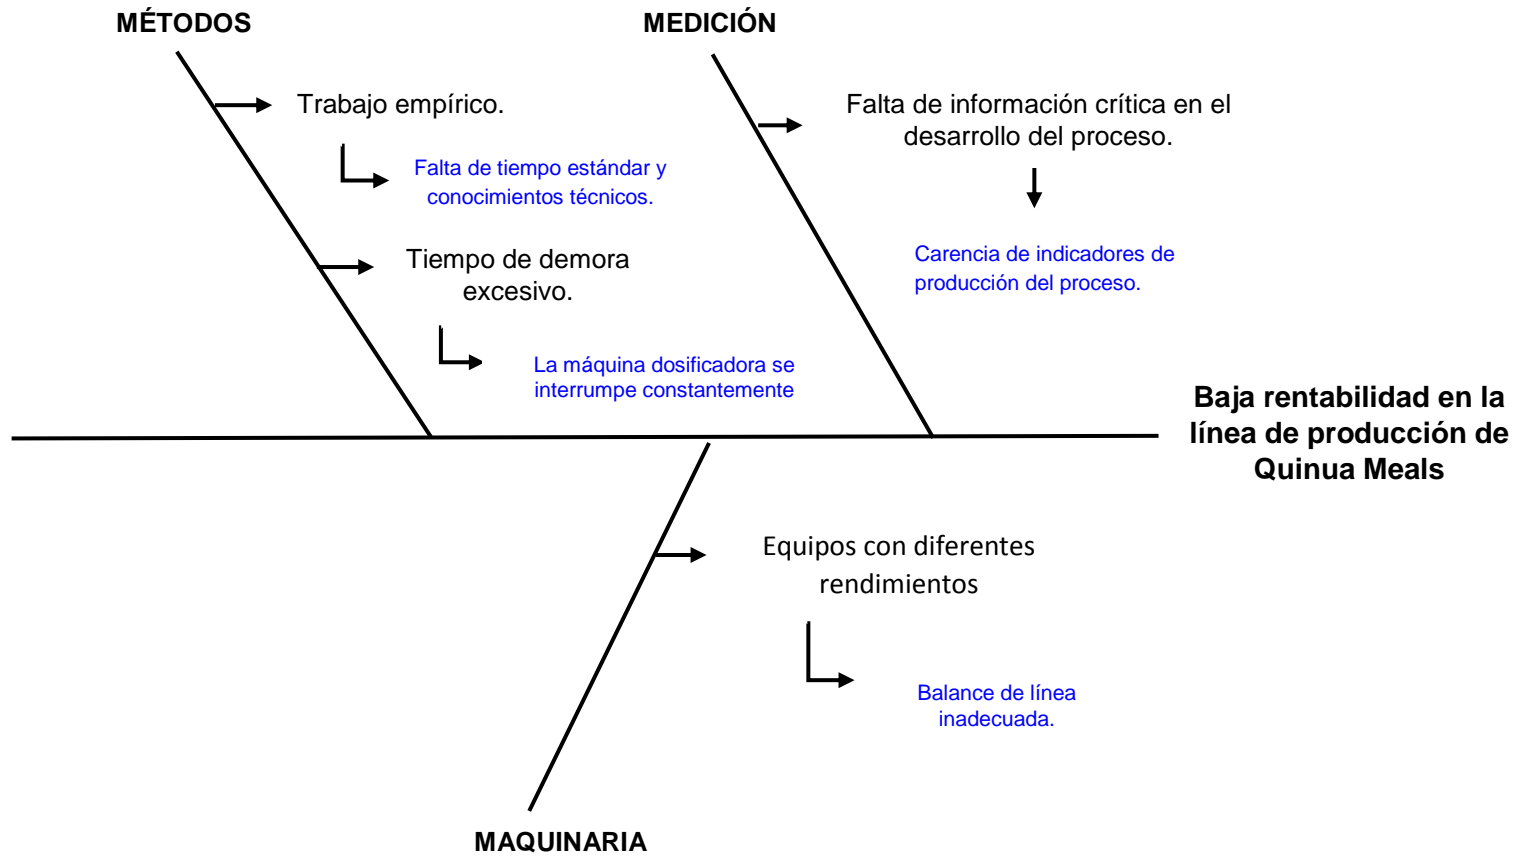 MÉTODOS
Trabajo empírico.
Falta de tiempo estándar y
conocimientos técnicos.
Tiempo de demora
excesivo.
La máquina dosificadora se
interrumpe constantemente
MEDICIÓN
Falta de información crítica en el
desarrollo del proceso.
Carencia de indicadores de
producción del proceso.
Baja rentabilidad en la
línea de producción de
Quinua Meals
Equipos con diferentes
rendimientos
Balance de línea
inadecuada.
MAQUINARIA